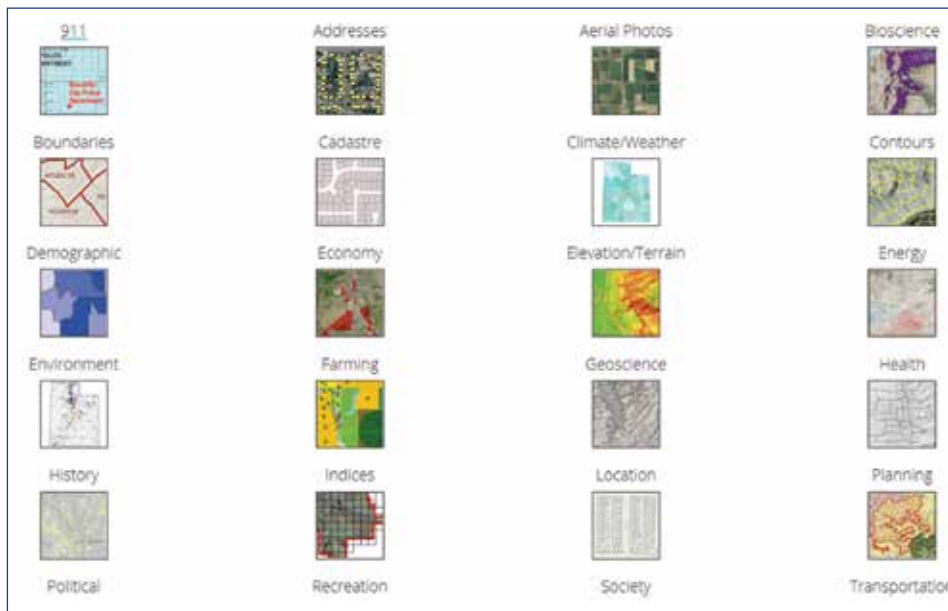 911 Addresses Aerial Photos Bioscience
Boundaries Cadastre Climate/Weather Contours
Demographic Economy Elevation/Terrain Energy
Environment Farming Geoscience Health
History Indices Location Planning
Political Recreation Society Transportation